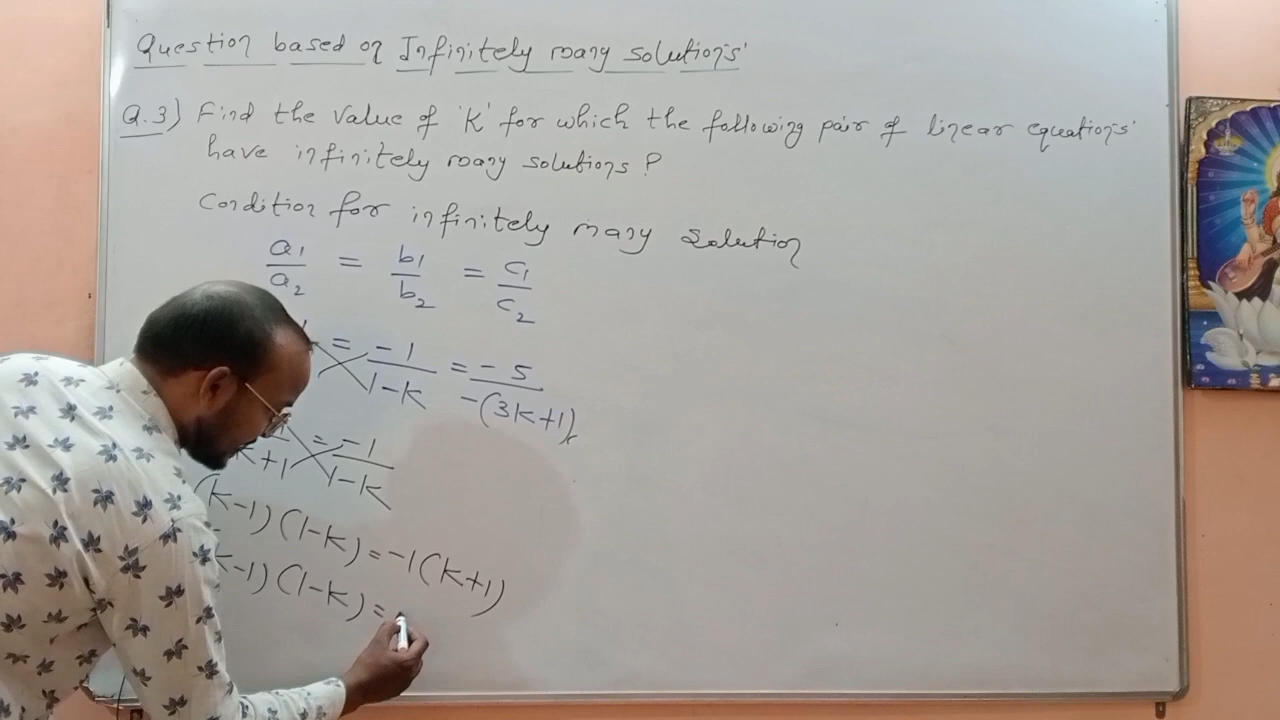 Question based on Infinitely many solutions'
Q.3) Find the value of 'K' for which the following pair of linear equations'
have infinitely many solutions ?
Condition for infinitely many Solution
a1/a2 = b1/b2 = c1/c2
= -1/1-k = -5/-(3k+1)
k+1 = -1/1-k
(k-1)(1-k) = -1(k+1)
-1)(1-k) =